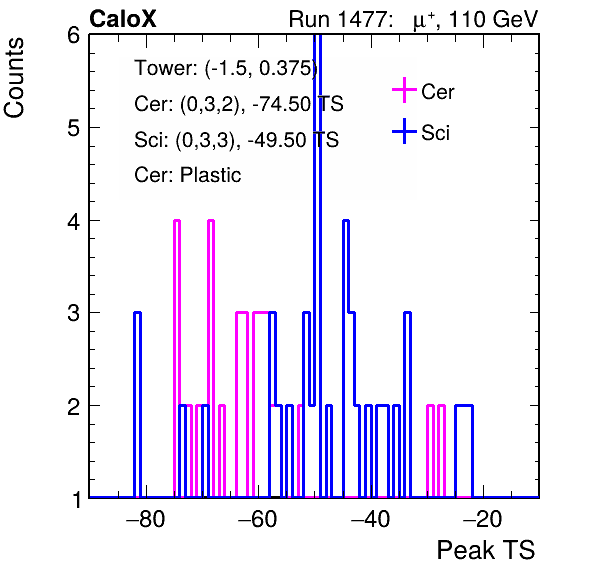 CaloX Run 1477: μ⁺, 110 GeV
Counts
6
5
4
3
2
1
Tower: (-1.5, 0.375)
Cer: (0,3,2), -74.50 TS
Sci: (0,3,3), -49.50 TS
Cer: Plastic
Cer
Sci
−80 −60 −40 −20
Peak TS